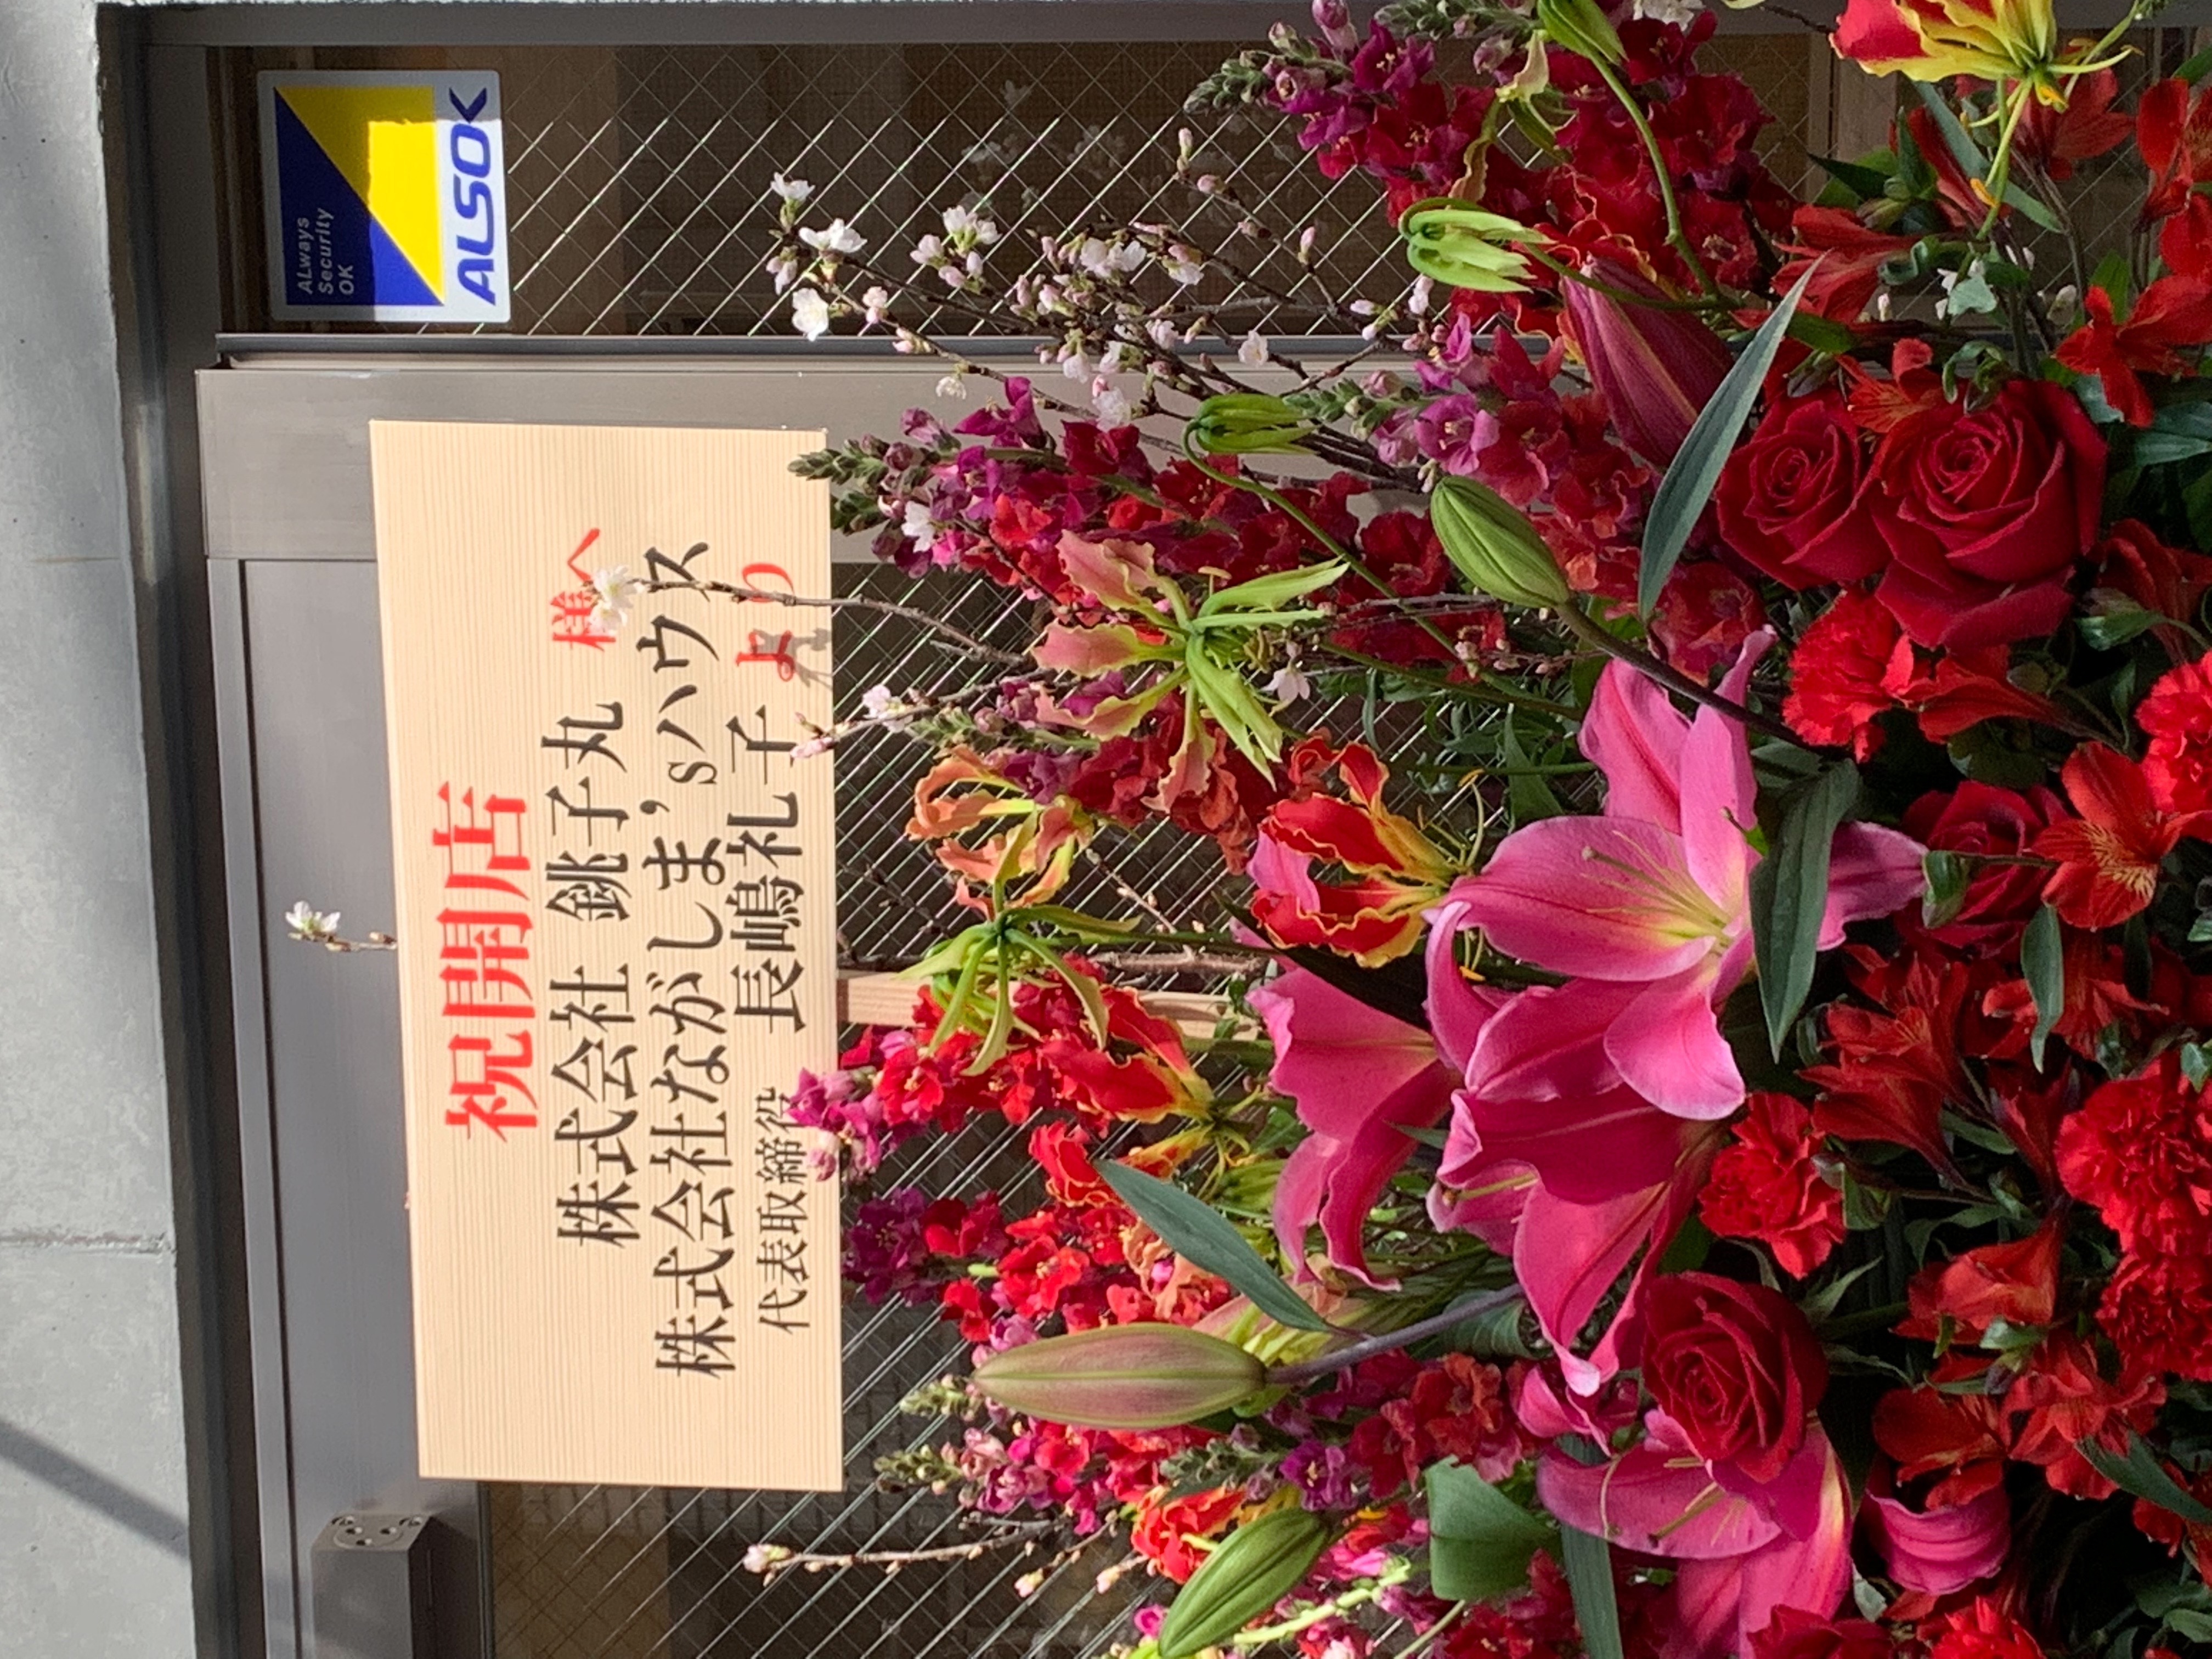 祝開店
株式会社 銚子丸 様へ
株式会社ながしま’sハウス
代表取締役 長嶋礼子 より
ALways
Security
OK
ALSOK